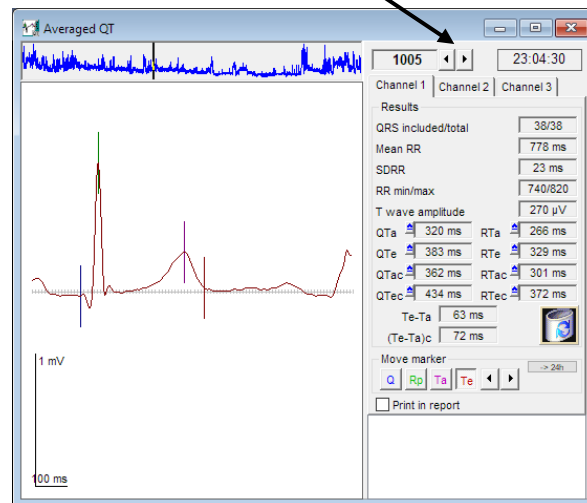 Averaged QT
1005 23:04:30
Channel 1 Channel 2 Channel 3
Results
QRS included/total 38/38
Mean RR 778 ms
SDRR 23 ms
RR min/max 740/820
T wave amplitude 270 µV
QTa 320 ms RTa 266 ms
QTe 383 ms RTe 329 ms
QTac 362 ms RTac 301 ms
QTec 434 ms RTec 372 ms
Te-Ta 63 ms
(Te-Ta)c 72 ms
Move marker
-> 24h
Q Rp Ta Te
Print in report
1 mV
100 ms